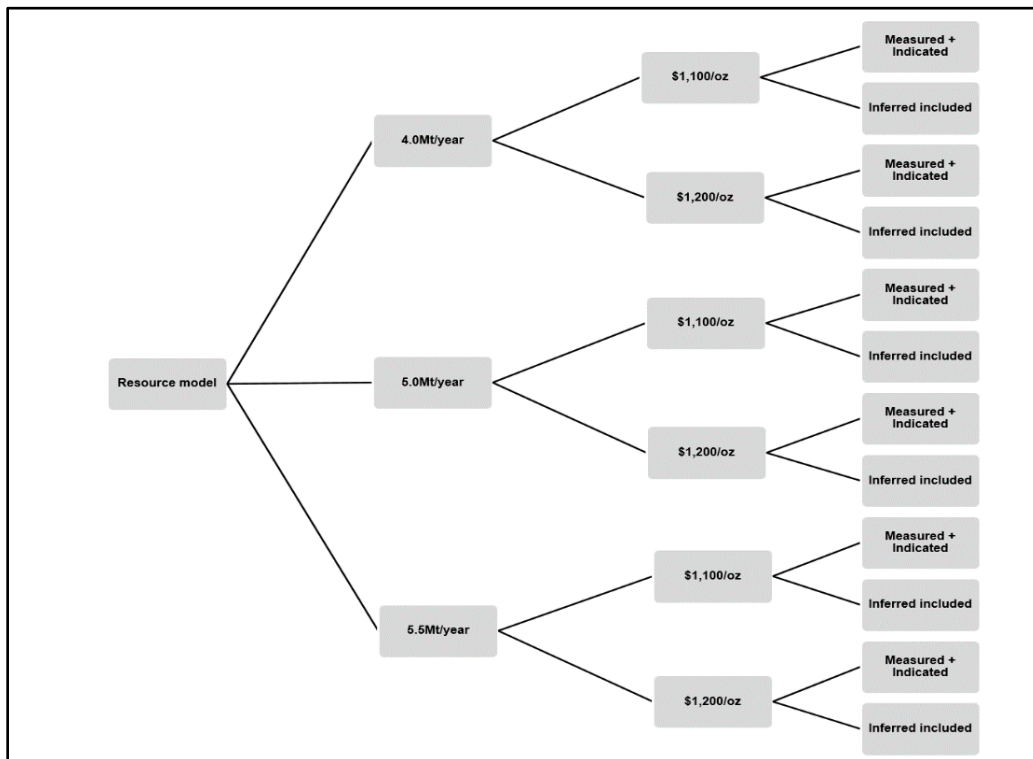 Resource model
4.0Mt/year
$1,100/oz
Measured +
Indicated
Inferred included
$1,200/oz
Measured +
Indicated
Inferred included
5.0Mt/year
$1,100/oz
Measured +
Indicated
Inferred included
$1,200/oz
Measured +
Indicated
Inferred included
5.5Mt/year
$1,100/oz
Measured +
Indicated
Inferred included
$1,200/oz
Measured +
Indicated
Inferred included